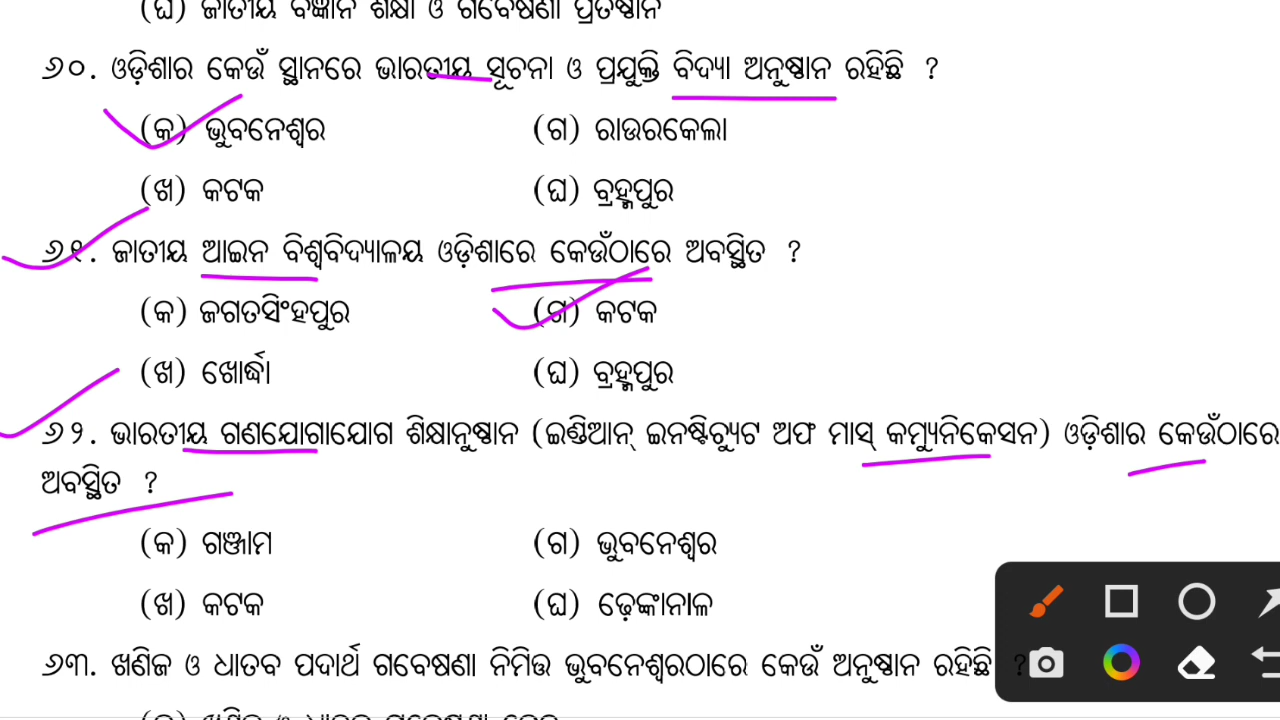 (ଘ) ଜାତୀୟ ବିଜ୍ଞାନ ଶିକ୍ଷା ଓ ଗବେଷଣା ପ୍ରତିଷ୍ଠାନ
୬୦. ଓଡ଼ିଶାର କେଉଁ ସ୍ଥାନରେ ଭାରତୀୟ ସୂଚନା ଓ ପ୍ରଯୁକ୍ତି ବିଦ୍ୟା ଅନୁଷ୍ଠାନ ରହିଛି ?
(କ) ଭୁବନେଶ୍ୱର (ଗ) ରାଉରକେଲା
(ଖ) କଟକ (ଘ) ବ୍ରହ୍ମପୁର
୬୧. ଜାତୀୟ ଆଇନ ବିଶ୍ୱବିଦ୍ୟାଳୟ ଓଡ଼ିଶାରେ କେଉଁଠାରେ ଅବସ୍ଥିତ ?
(କ) ଜଗତସିଂହପୁର (ଗ) କଟକ
(ଖ) ଖୋର୍ଦ୍ଧା (ଘ) ବ୍ରହ୍ମପୁର
୬୨. ଭାରତୀୟ ଗଣଯୋଗାଯୋଗ ଶିକ୍ଷାନୁଷ୍ଠାନ (ଇଣ୍ଡିଆନ୍ ଇନଷ୍ଟିଚ୍ୟୁଟ ଅଫ ମାସ୍ କମ୍ୟୁନିକେସନ) ଓଡ଼ିଶାର କେଉଁଠାରେ
ଅବସ୍ଥିତ ?
(କ) ଗଞ୍ଜାମ (ଗ) ଭୁବନେଶ୍ୱର
(ଖ) କଟକ (ଘ) ଢ଼େଙ୍କାନାଳ
୬୩. ଖଣିଜ ଓ ଧାତବ ପଦାର୍ଥ ଗବେଷଣା ନିମିତ୍ତ ଭୁବନେଶ୍ୱରଠାରେ କେଉଁ ଅନୁଷ୍ଠାନ ରହିଛି ?